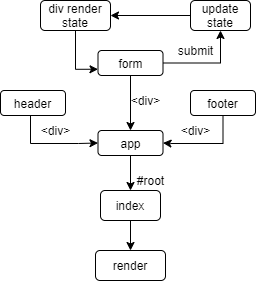 div render
state
update
state
submit
form
<div>
header
footer
<div>
<div>
app
#root
index
render